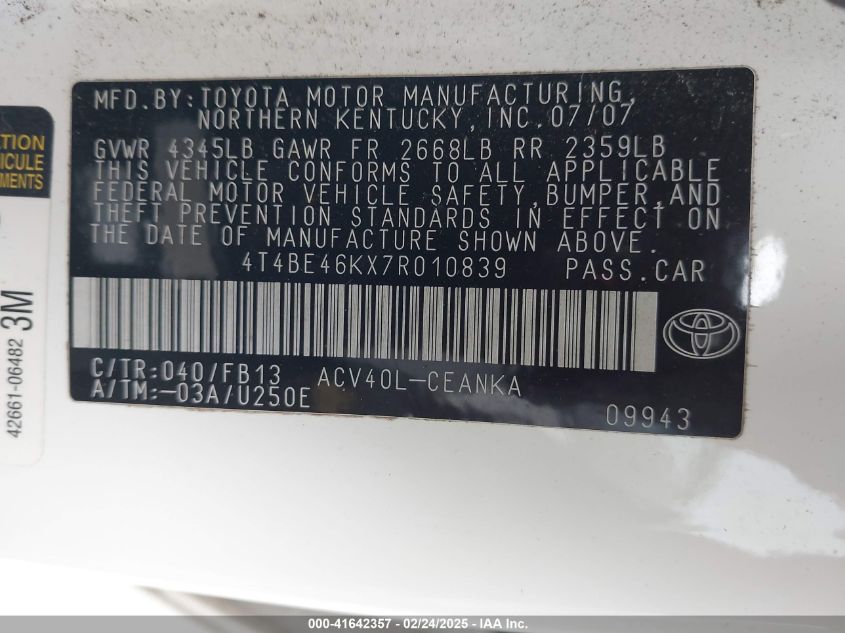 MFD. BY: TOYOTA MOTOR MANUFACTURING,
NORTHERN KENTUCKY, INC. 07/07
GVWR 4345LB GAWR FR 2668LB RR 2359LB
THIS VEHICLE CONFORMS TO ALL APPLICABLE
FEDERAL MOTOR VEHICLE SAFETY, BUMPER, AND
THEFT PREVENTION STANDARDS IN EFFECT ON
THE DATE OF MANUFACTURE SHOWN ABOVE.
4T4BE46KX7R010839 PASS. CAR
C/TR: 040/FB13 ACV40L-CEANKA
A/TM: -03A/U250E
09943
ATION
HICULE
MENTS
42661-06482 3M
000-41642357 - 02/24/2025 - IAA Inc.